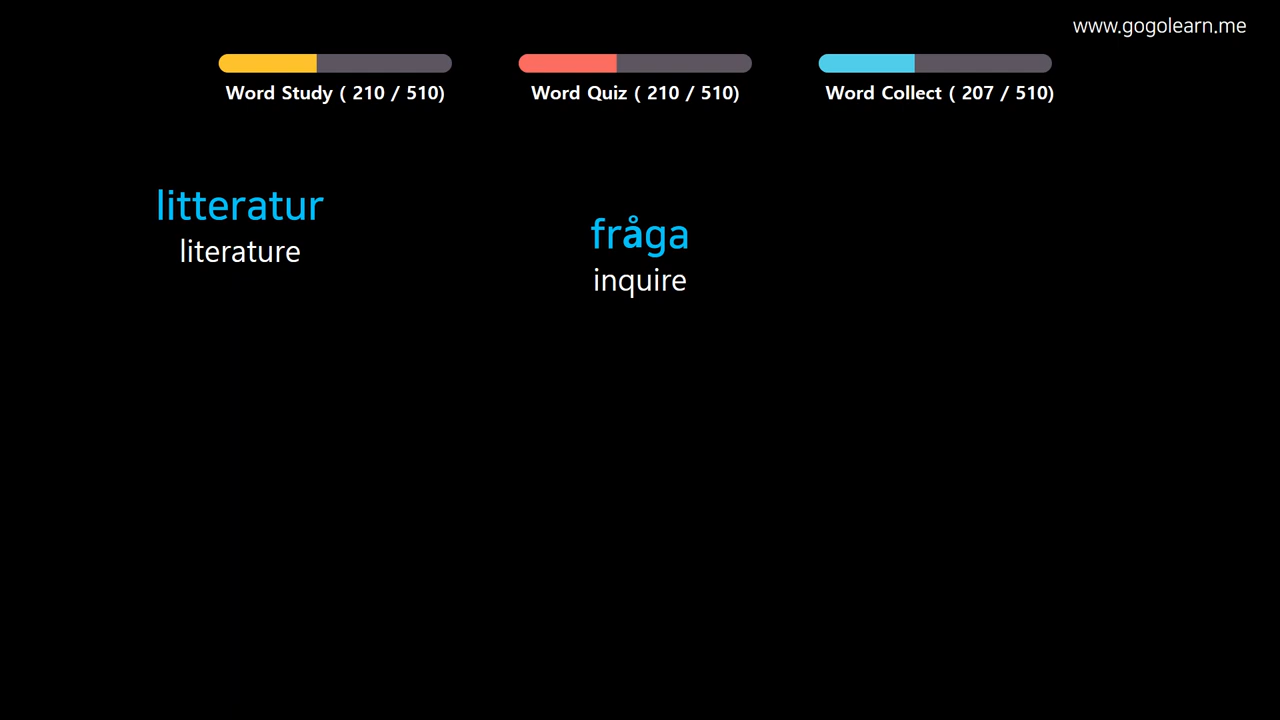 www.gogolearn.me
Word Study ( 210 / 510)
Word Quiz ( 210 / 510)
Word Collect ( 207 / 510)
litteratur
literature
fråga
inquire